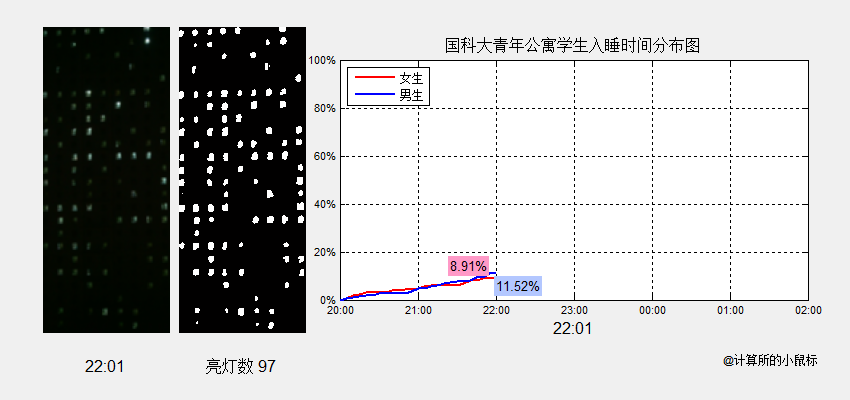 国科大青年公寓学生入睡时间分布图
100%
80%
60%
40%
20%
0%
女生
男生
8.91%
11.52%
20:00 21:00 22:00 23:00 00:00 01:00 02:00
22:01
22:01
亮灯数 97
@计算所的小鼠标